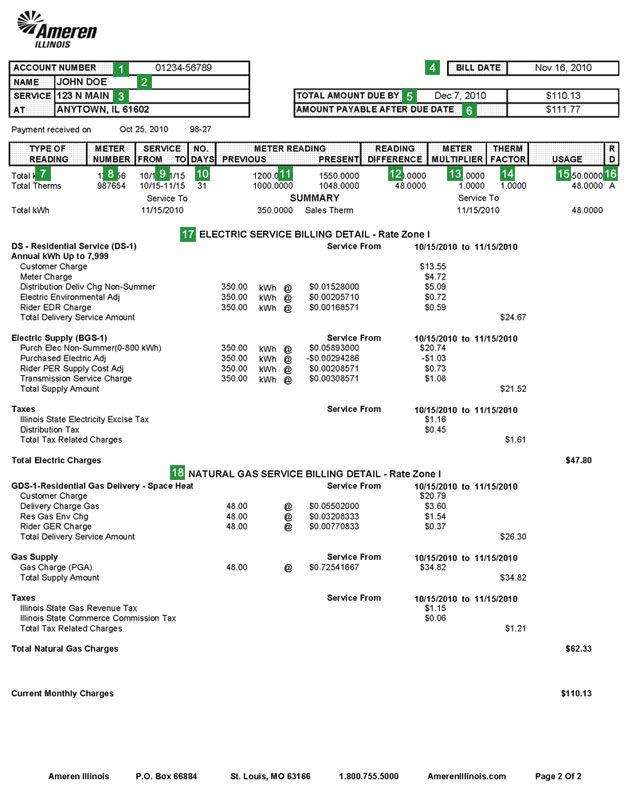 Ameren
ILLINOIS
ACCOUNT NUMBER 1 01234-56789 4 BILL DATE Nov 16, 2010
NAME JOHN DOE 2
SERVICE 123 N MAIN 3 TOTAL AMOUNT DUE BY 5 Dec 7, 2010 $110.13
AT ANYTOWN, IL 61602 AMOUNT PAYABLE AFTER DUE DATE 6 $111.77
Payment received on Oct 25, 2010 98-27
TYPE OF METER SERVICE NO. METER READING READING METER THERM R
READING NUMBER FROM TO DAYS PREVIOUS PRESENT DIFFERENCE MULTIPLIER FACTOR USAGE D
Total 7 8 9 10 11 1550.0000 12 13 14 15 16
Total Therms 987654 10/15-11/15 31 1000.0000 1048.0000 48.0000 1.0000 1.0000 48.0000 A
Service To SUMMARY Service To
Total kWh 11/15/2010 350.0000 Sales Therm 11/15/2010 48.0000
17 ELECTRIC SERVICE BILLING DETAIL - Rate Zone I
DS - Residential Service (DS-1) Service From 10/15/2010 to 11/15/2010
Annual kWh Up to 7,999
Customer Charge $13.55
Meter Charge $4.72
Distribution Deliv Chg Non-Summer 350.00 kWh @ $0.01528000 $5.09
Electric Environmental Adj 350.00 kWh @ $0.00205710 $0.72
Rider EDR Charge 350.00 kWh @ $0.00168571 $0.59
Total Delivery Service Amount $24.67
Electric Supply (BGS-1) Service From 10/15/2010 to 11/15/2010
Purch Elec Non-Summer(0-800 kWh) 350.00 kWh @ $0.05893000 $20.74
Purchased Electric Adj 350.00 kWh @ -$0.00294286 -$1.03
Rider PER Supply Cost Adj 350.00 kWh @ $0.00208571 $0.73
Transmission Service Charge 350.00 kWh @ $0.00308571 $1.08
Total Supply Amount $21.52
Taxes Service From 10/15/2010 to 11/15/2010
Illinois State Electricity Excise Tax $1.16
Distribution Tax $0.45
Total Tax Related Charges $1.61
Total Electric Charges $47.80
18 NATURAL GAS SERVICE BILLING DETAIL - Rate Zone I
GDS-1-Residential Gas Delivery - Space Heat Service From 10/15/2010 to 11/15/2010
Customer Charge $20.79
Delivery Charge Gas 48.00 @ $0.05502000 $3.60
Res Gas Env Chg 48.00 @ $0.03208333 $1.54
Rider GER Charge 48.00 @ $0.00770833 $0.37
Total Delivery Service Amount $26.30
Gas Supply Service From 10/15/2010 to 11/15/2010
Gas Charge (PGA) 48.00 @ $0.72541667 $34.82
Total Supply Amount $34.82
Taxes Service From 10/15/2010 to 11/15/2010
Illinois State Gas Revenue Tax $1.15
Illinois State Commerce Commission Tax $0.06
Total Tax Related Charges $1.21
Total Natural Gas Charges $62.33
Current Monthly Charges $110.13
Ameren Illinois P.O. Box 66884 St. Louis, MO 63166 1.800.755.5000 AmerenIllinois.com Page 2 Of 2